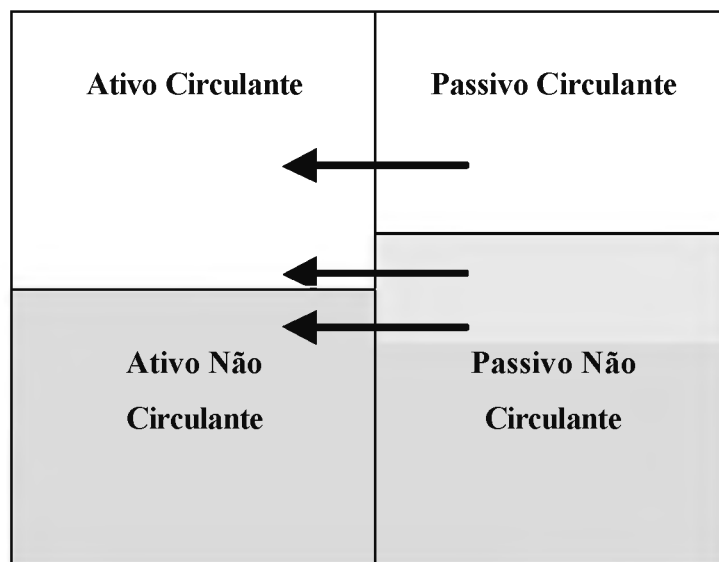 Ativo Circulante
Passivo Circulante
Ativo Não
Circulante
Passivo Não
Circulante